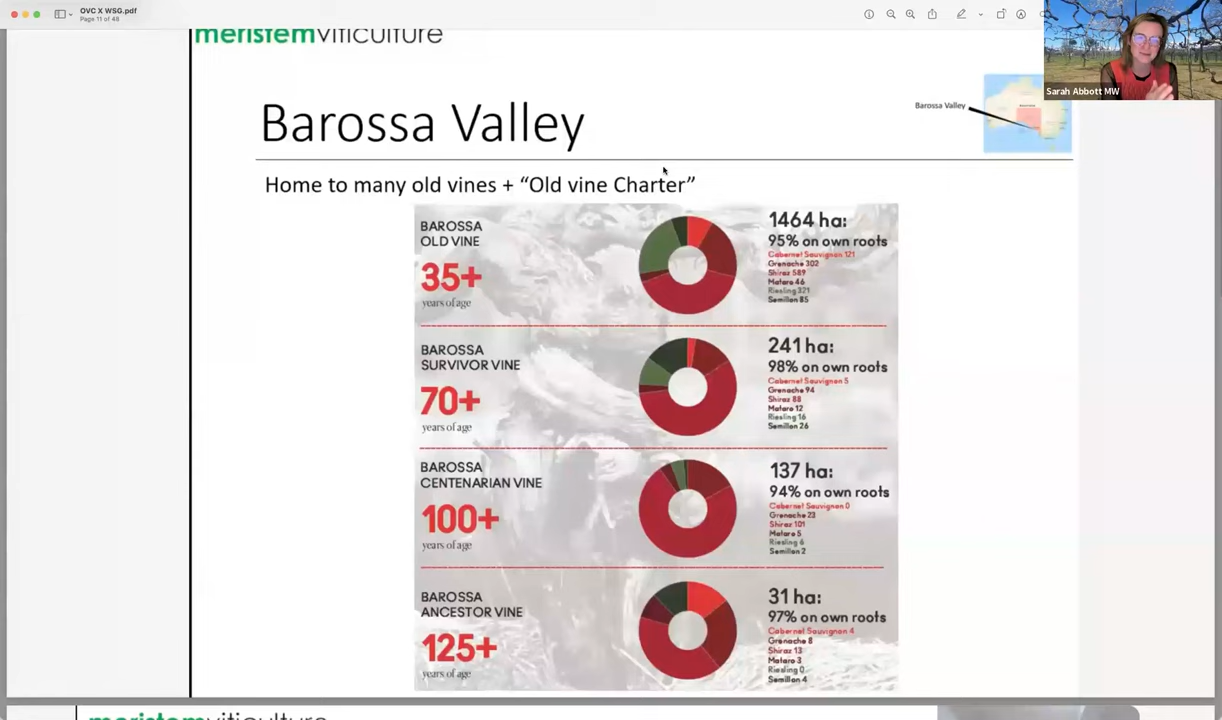 OVC X WSG.pdf
Page 11 of 48
Sarah Abbott MW
meristemviticulture
Barossa Valley
Barossa Valley
Home to many old vines + “Old vine Charter”
BAROSSA
OLD VINE
35+
years of age
1464 ha:
95% on own roots
Cabernet Sauvignon 121
Grenache 302
Shiraz 589
Mataro 46
Riesling 321
Semillon 85
BAROSSA
SURVIVOR VINE
70+
years of age
241 ha:
98% on own roots
Cabernet Sauvignon 5
Grenache 94
Shiraz 88
Mataro 12
Riesling 16
Semillon 26
BAROSSA
CENTENARIAN VINE
100+
years of age
137 ha:
94% on own roots
Cabernet Sauvignon 0
Grenache 23
Shiraz 101
Mataro 5
Riesling 6
Semillon 2
BAROSSA
ANCESTOR VINE
125+
years of age
31 ha:
97% on own roots
Cabernet Sauvignon 4
Grenache 8
Shiraz 13
Mataro 3
Riesling 0
Semillon 4
meristemviticulture